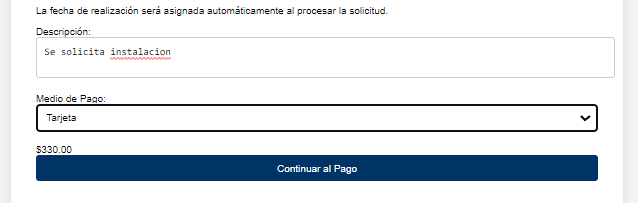 La fecha de realización será asignada automáticamente al procesar la solicitud.
Descripción:
Se solicita instalacion
Medio de Pago:
Tarjeta
$330.00
Continuar al Pago